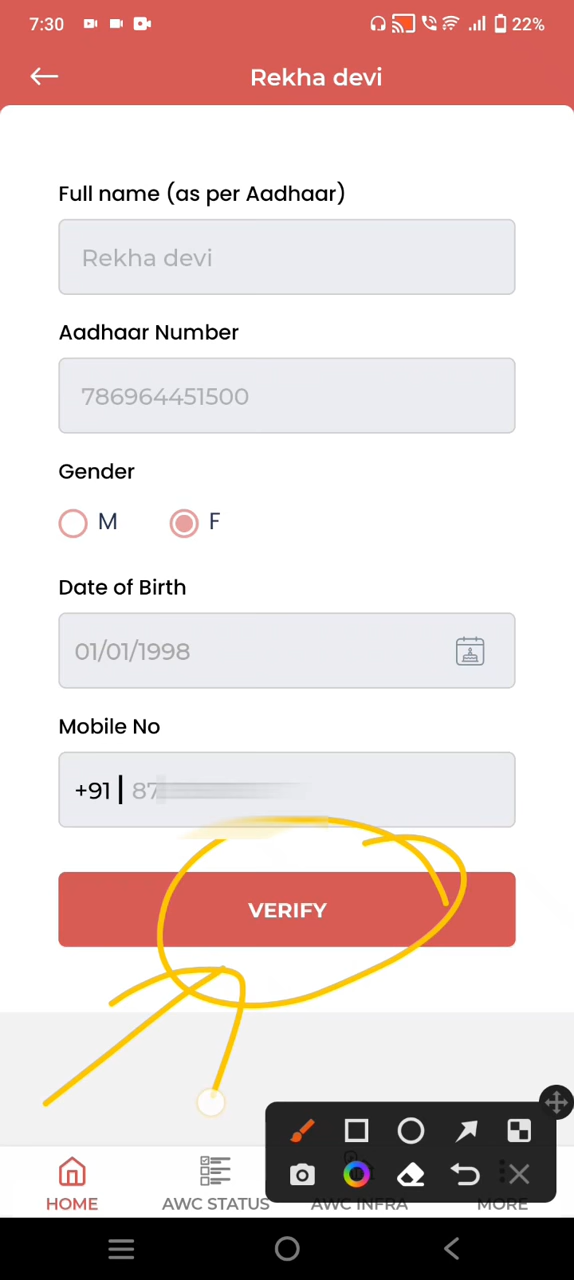 7:30
22%
Rekha devi
Full name (as per Aadhaar)
Rekha devi
Aadhaar Number
786964451500
Gender
M F
Date of Birth
01/01/1998
Mobile No
+91 87
VERIFY
HOME AWC STATUS AWC INFRA MORE